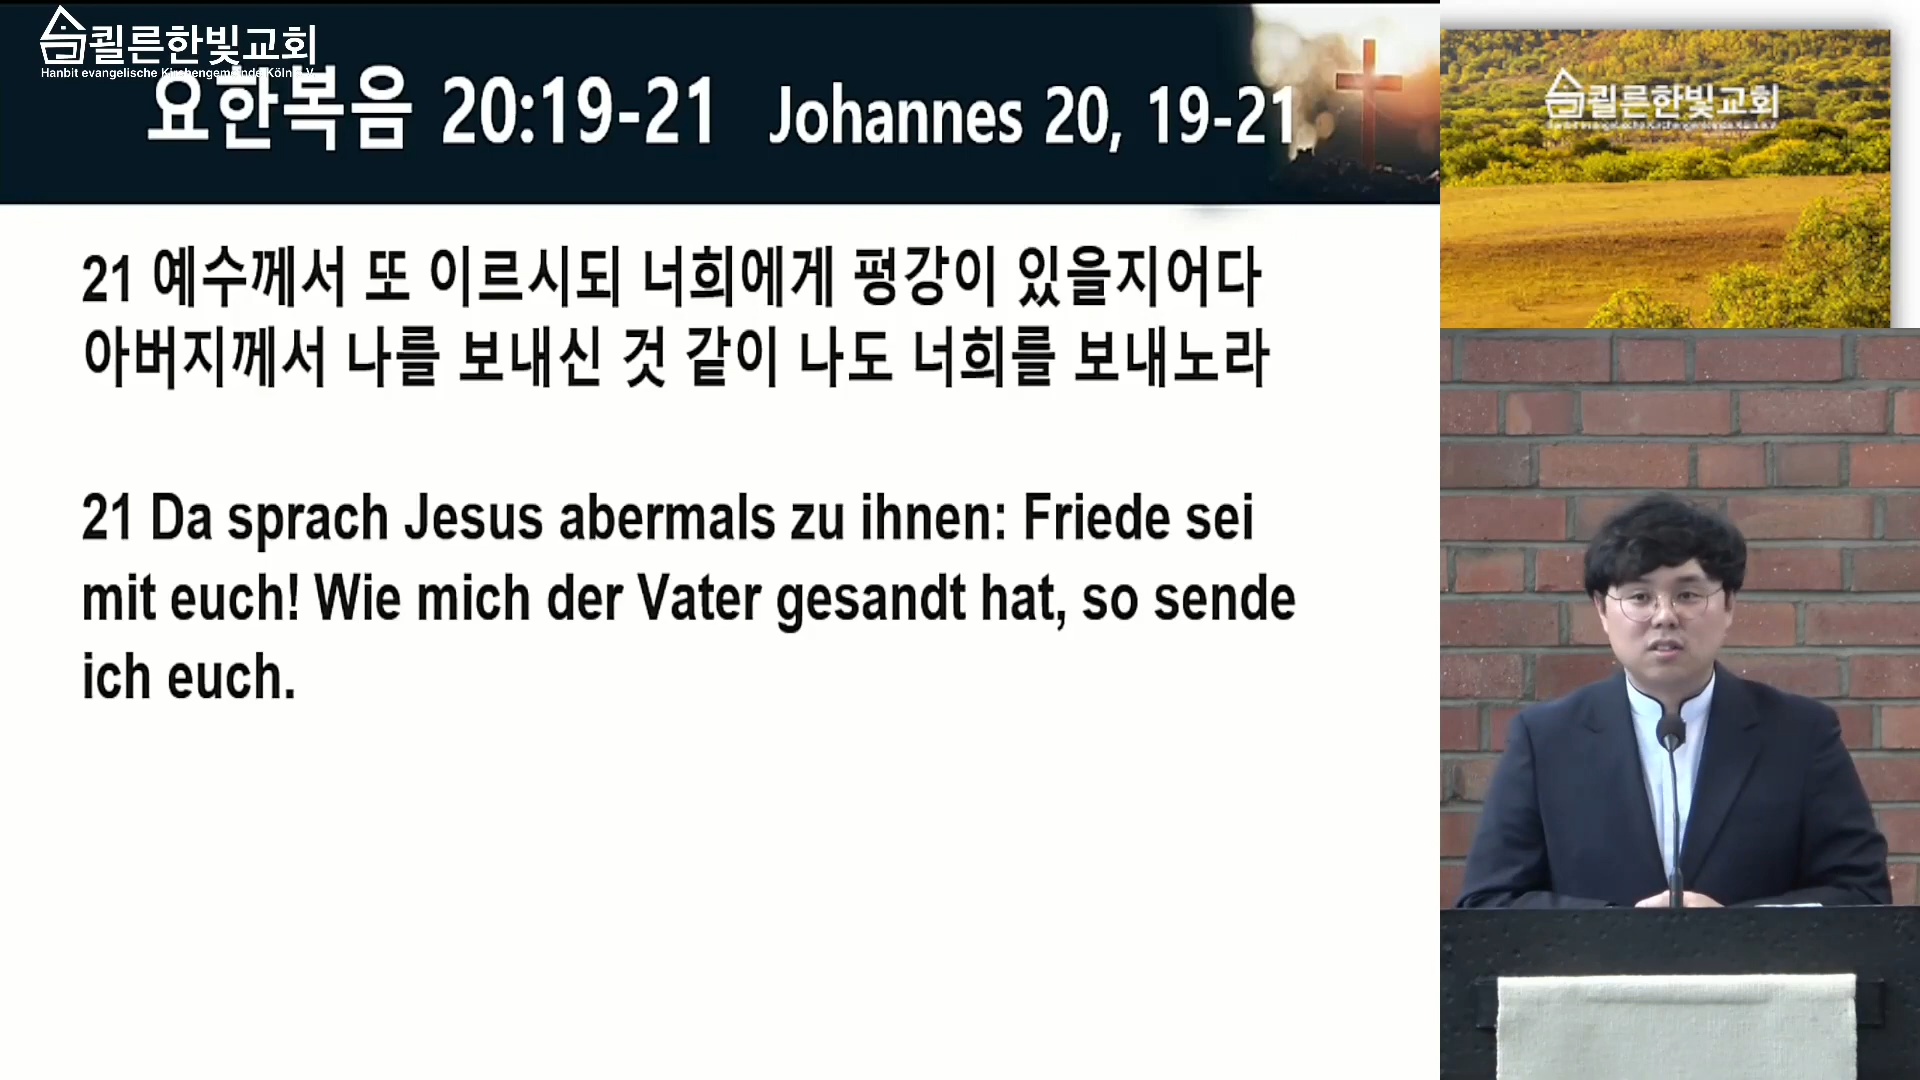 쾰른한빛교회
Hanbit evangelische Kirchengemeinde Köln e.V.
요한복음 20:19-21 Johannes 20, 19-21
21 예수께서 또 이르시되 너희에게 평강이 있을지어다
아버지께서 나를 보내신 것 같이 나도 너희를 보내노라
21 Da sprach Jesus abermals zu ihnen: Friede sei
mit euch! Wie mich der Vater gesandt hat, so sende
ich euch.
쾰른한빛교회